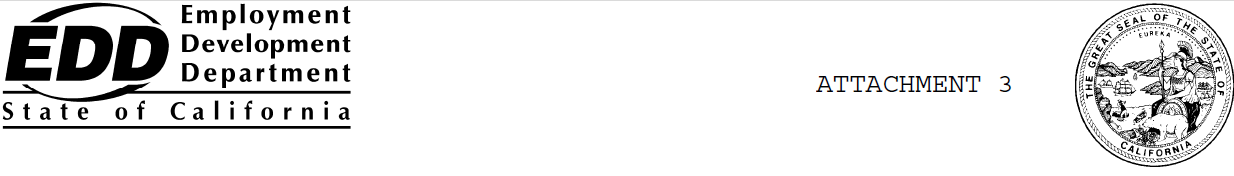 EDD
Employment
Development
Department
State of California
ATTACHMENT 3
THE GREAT SEAL OF THE STATE OF
EUREKA
CALIFORNIA